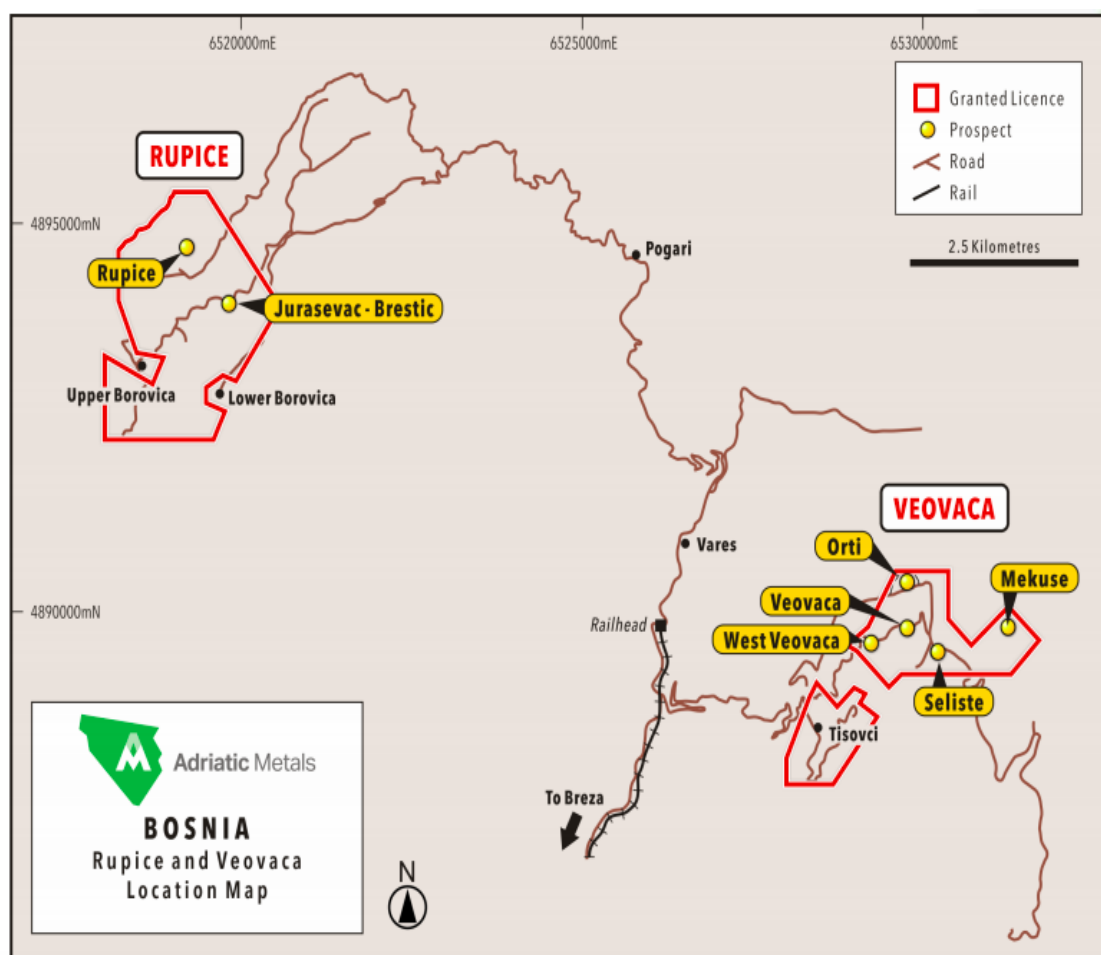 6520000mE
6525000mE
6530000mE
Granted Licence
Prospect
Road
Rail
2.5 Kilometres
RUPICE
4895000mN
Pogari
Rupice
Jurasevac - Brestic
Upper Borovica
Lower Borovica
VEOVACA
Vares
Orti
Mekuse
Veovaca
4890000mN
Railhead
West Veovaca
Seliste
Tisovci
Adriatic Metals
To Breza
BOSNIA
Rupice and Veovaca
Location Map
N